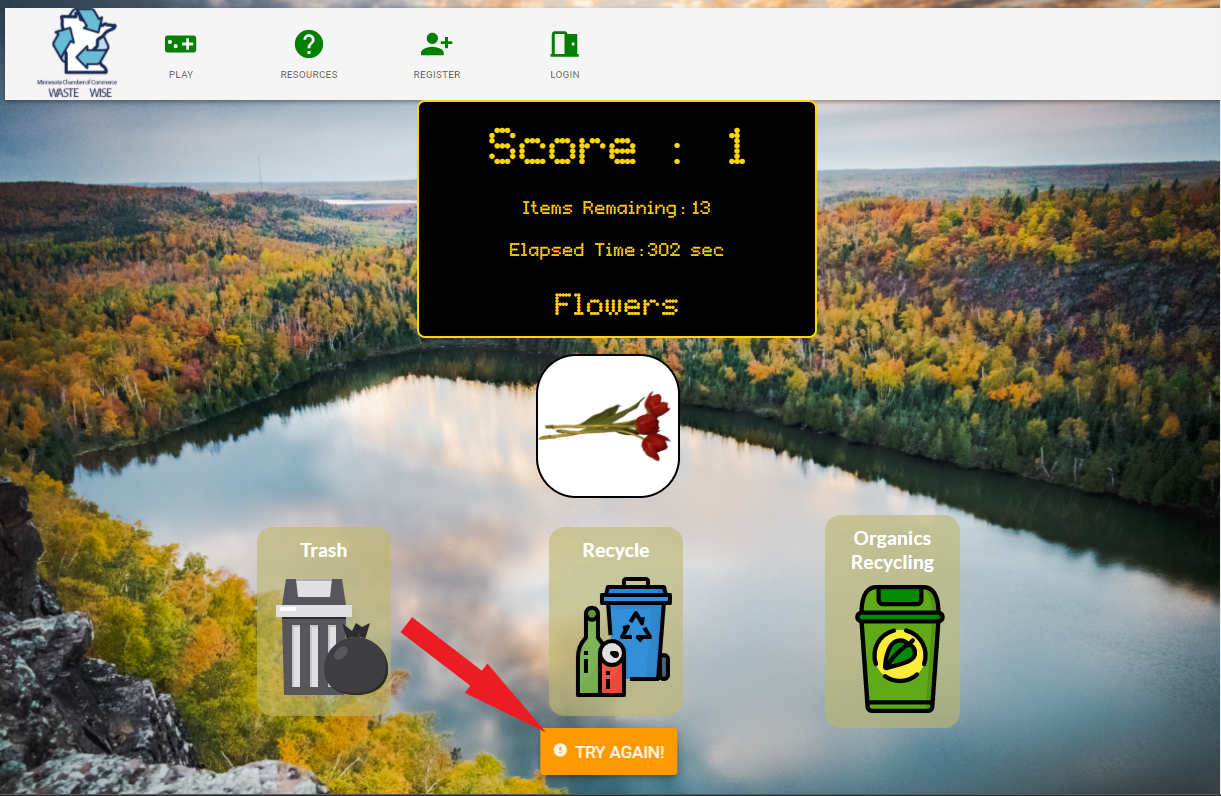 Minnesota Chamber of Commerce
WASTE WISE
PLAY
RESOURCES
REGISTER
LOGIN
Score : 1
Items Remaining:13
Elapsed Time:302 sec
Flowers
Trash
Recycle
Organics
Recycling
TRY AGAIN!